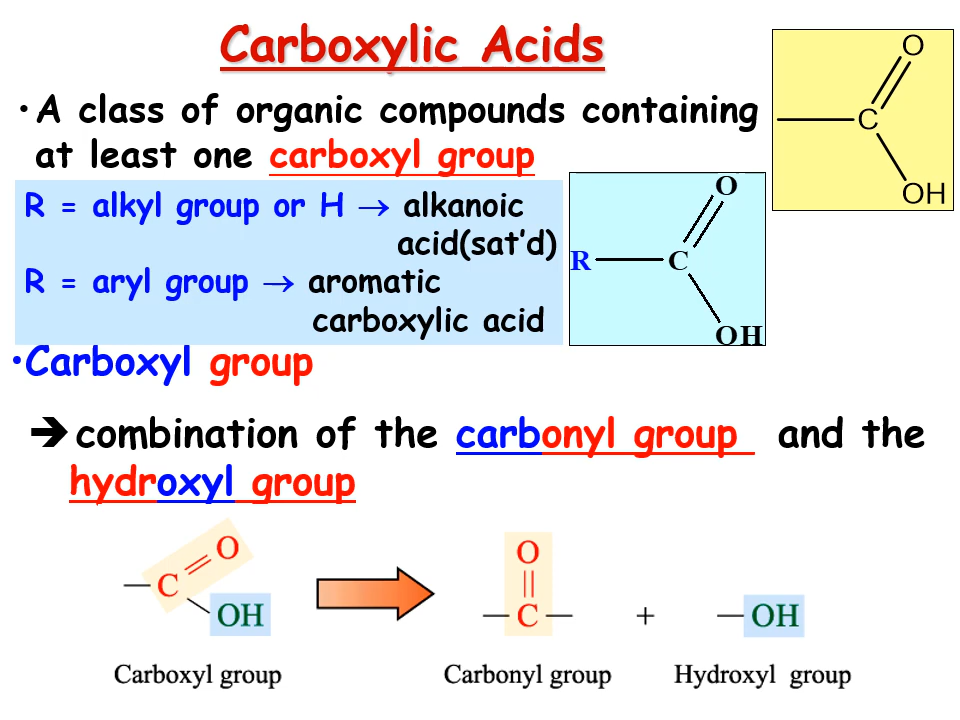 Carboxylic Acids
•A class of organic compounds containing
at least one carboxyl group
O
C
OH
R = alkyl group or H → alkanoic
acid(sat’d)
R = aryl group → aromatic
carboxylic acid
O
R C
OH
•Carboxyl group
➔combination of the carbonyl group and the
hydroxyl group
O
C
OH
O
C
+
OH
Carboxyl group Carbonyl group Hydroxyl group